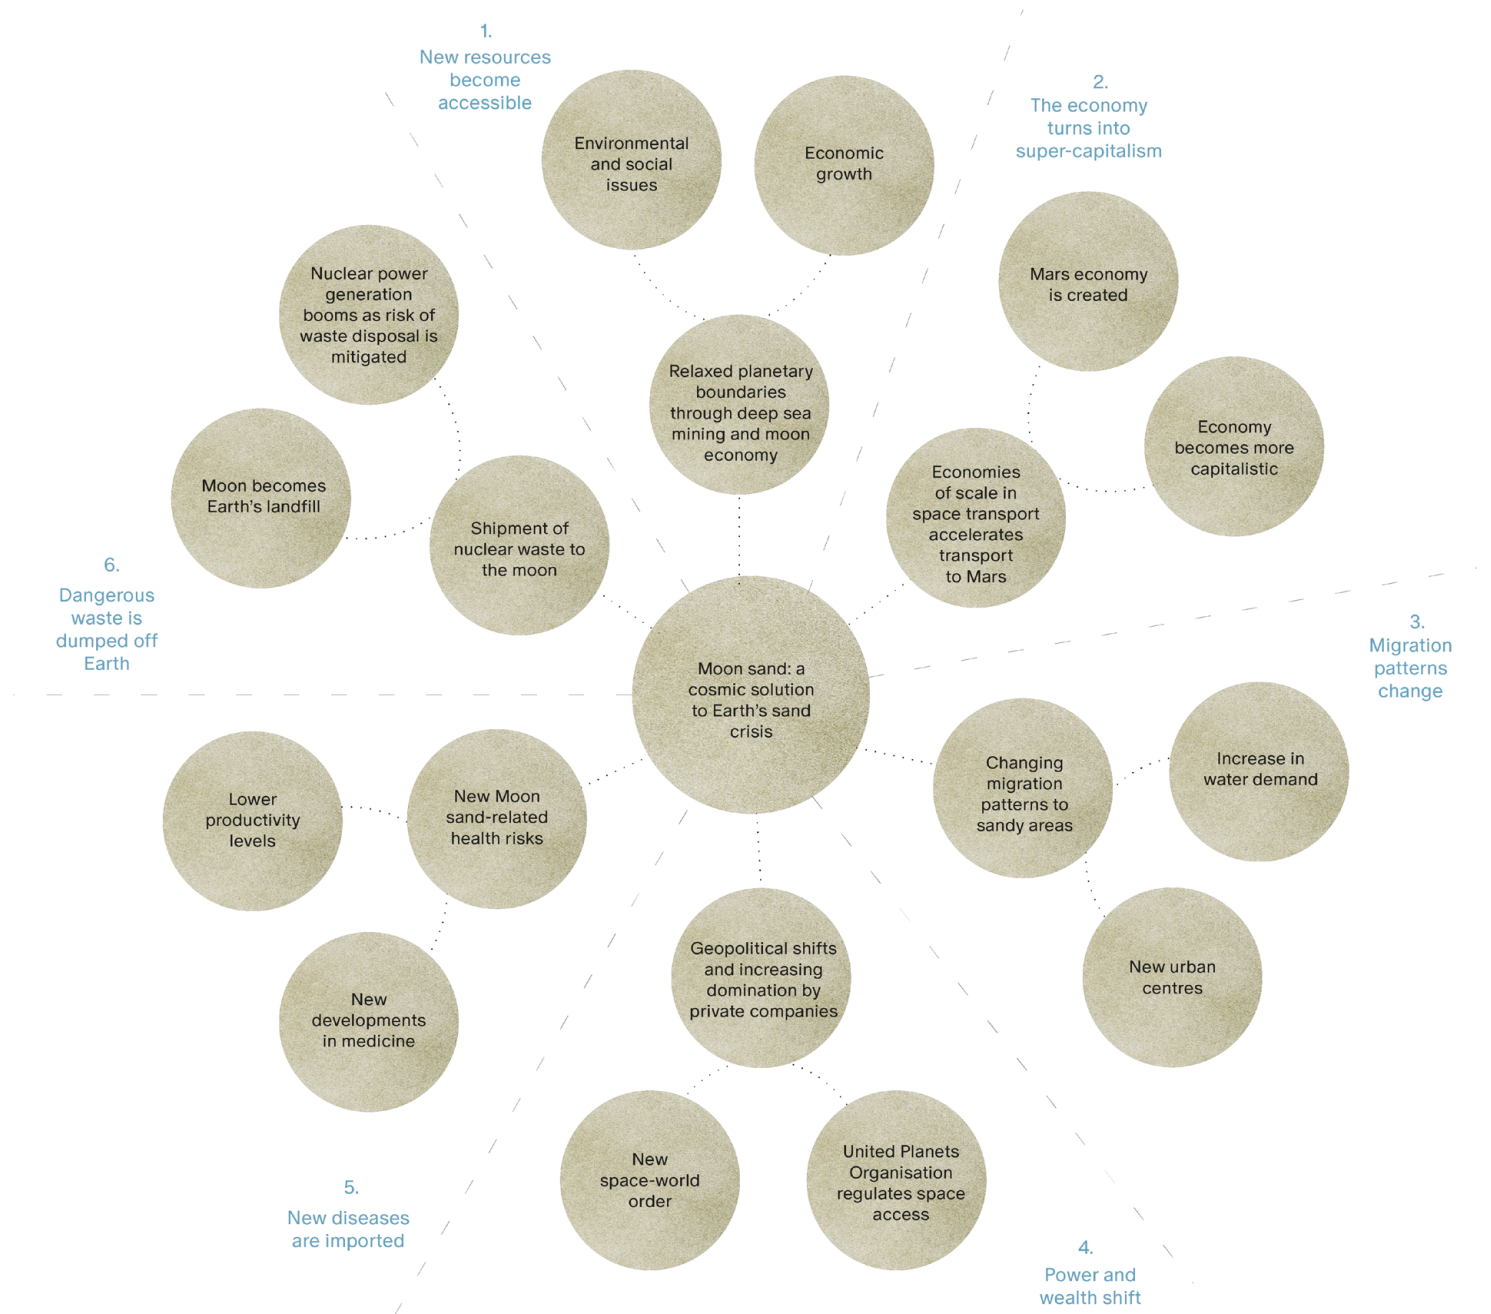 1.
New resources
become
accessible
Environmental
and social
issues
Economic
growth
Relaxed planetary
boundaries
through deep sea
mining and moon
economy
2.
The economy
turns into
super-capitalism
Mars economy
is created
Economy
becomes more
capitalistic
Economies
of scale in
space transport
accelerates
transport
to Mars
3.
Migration
patterns
change
Changing
migration
patterns to
sandy areas
Increase in
water demand
New urban
centres
4.
Power and
wealth shift
Geopolitical shifts
and increasing
domination by
private companies
New
space-world
order
United Planets
Organisation
regulates space
access
5.
New diseases
are imported
New Moon
sand-related
health risks
Lower
productivity
levels
New
developments
in medicine
6.
Dangerous
waste is
dumped off
Earth
Nuclear power
generation
booms as risk of
waste disposal is
mitigated
Moon becomes
Earth’s landfill
Shipment of
nuclear waste to
the moon
Moon sand: a
cosmic solution
to Earth’s sand
crisis